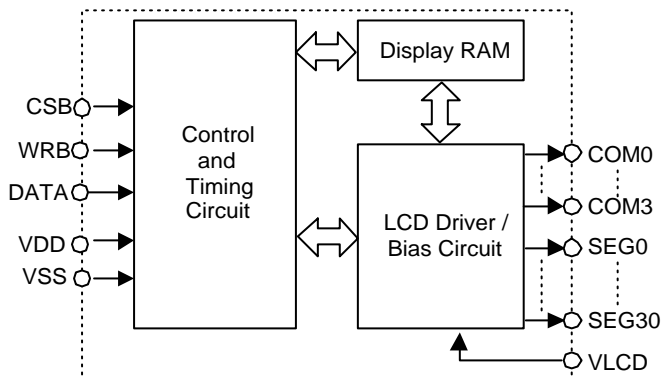 Display RAM
CSB
WRB
DATA
VDD
VSS
Control
and
Timing
Circuit
LCD Driver /
Bias Circuit
COM0
COM3
SEG0
SEG30
VLCD